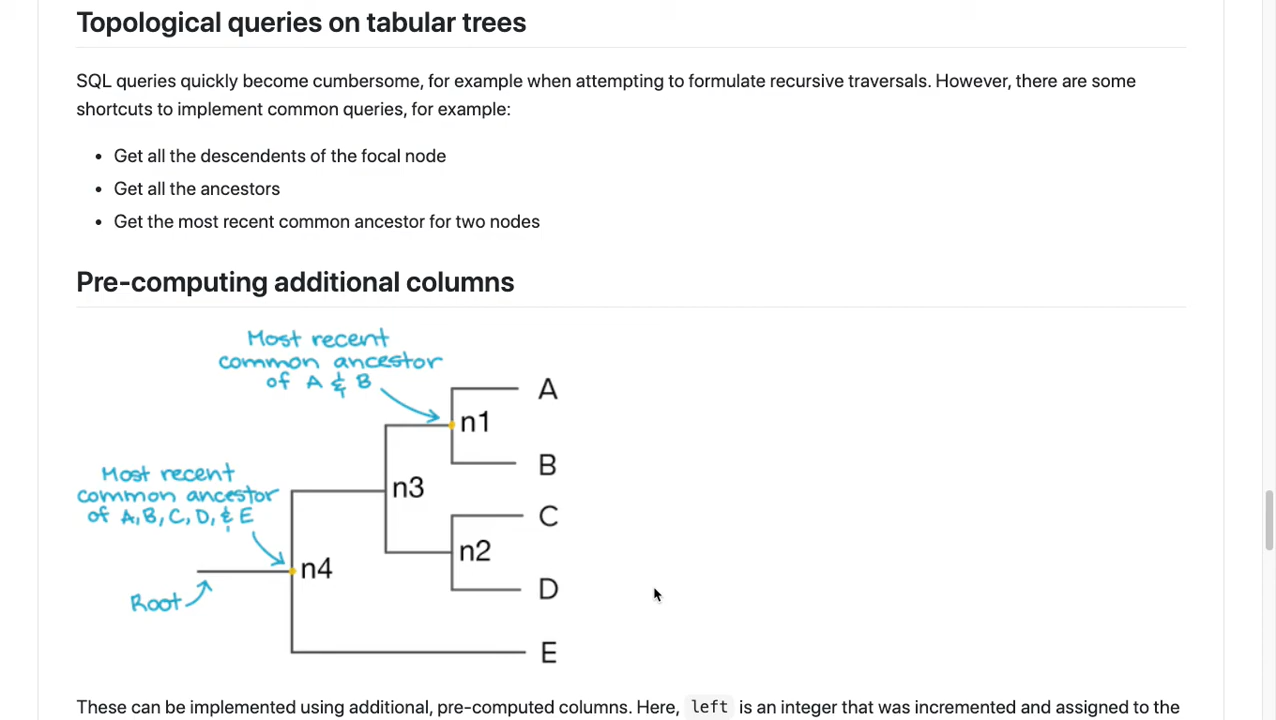 Topological queries on tabular trees
SQL queries quickly become cumbersome, for example when attempting to formulate recursive traversals. However, there are some
shortcuts to implement common queries, for example:
• Get all the descendents of the focal node
• Get all the ancestors
• Get the most recent common ancestor for two nodes
Pre-computing additional columns
Most recent
common ancestor
of A & B
A
n1
B
Most recent
common ancestor
of A, B, C, D, & E
n3
C
n2
n4
D
Root
E
These can be implemented using additional, pre-computed columns. Here, left is an integer that was incremented and assigned to the